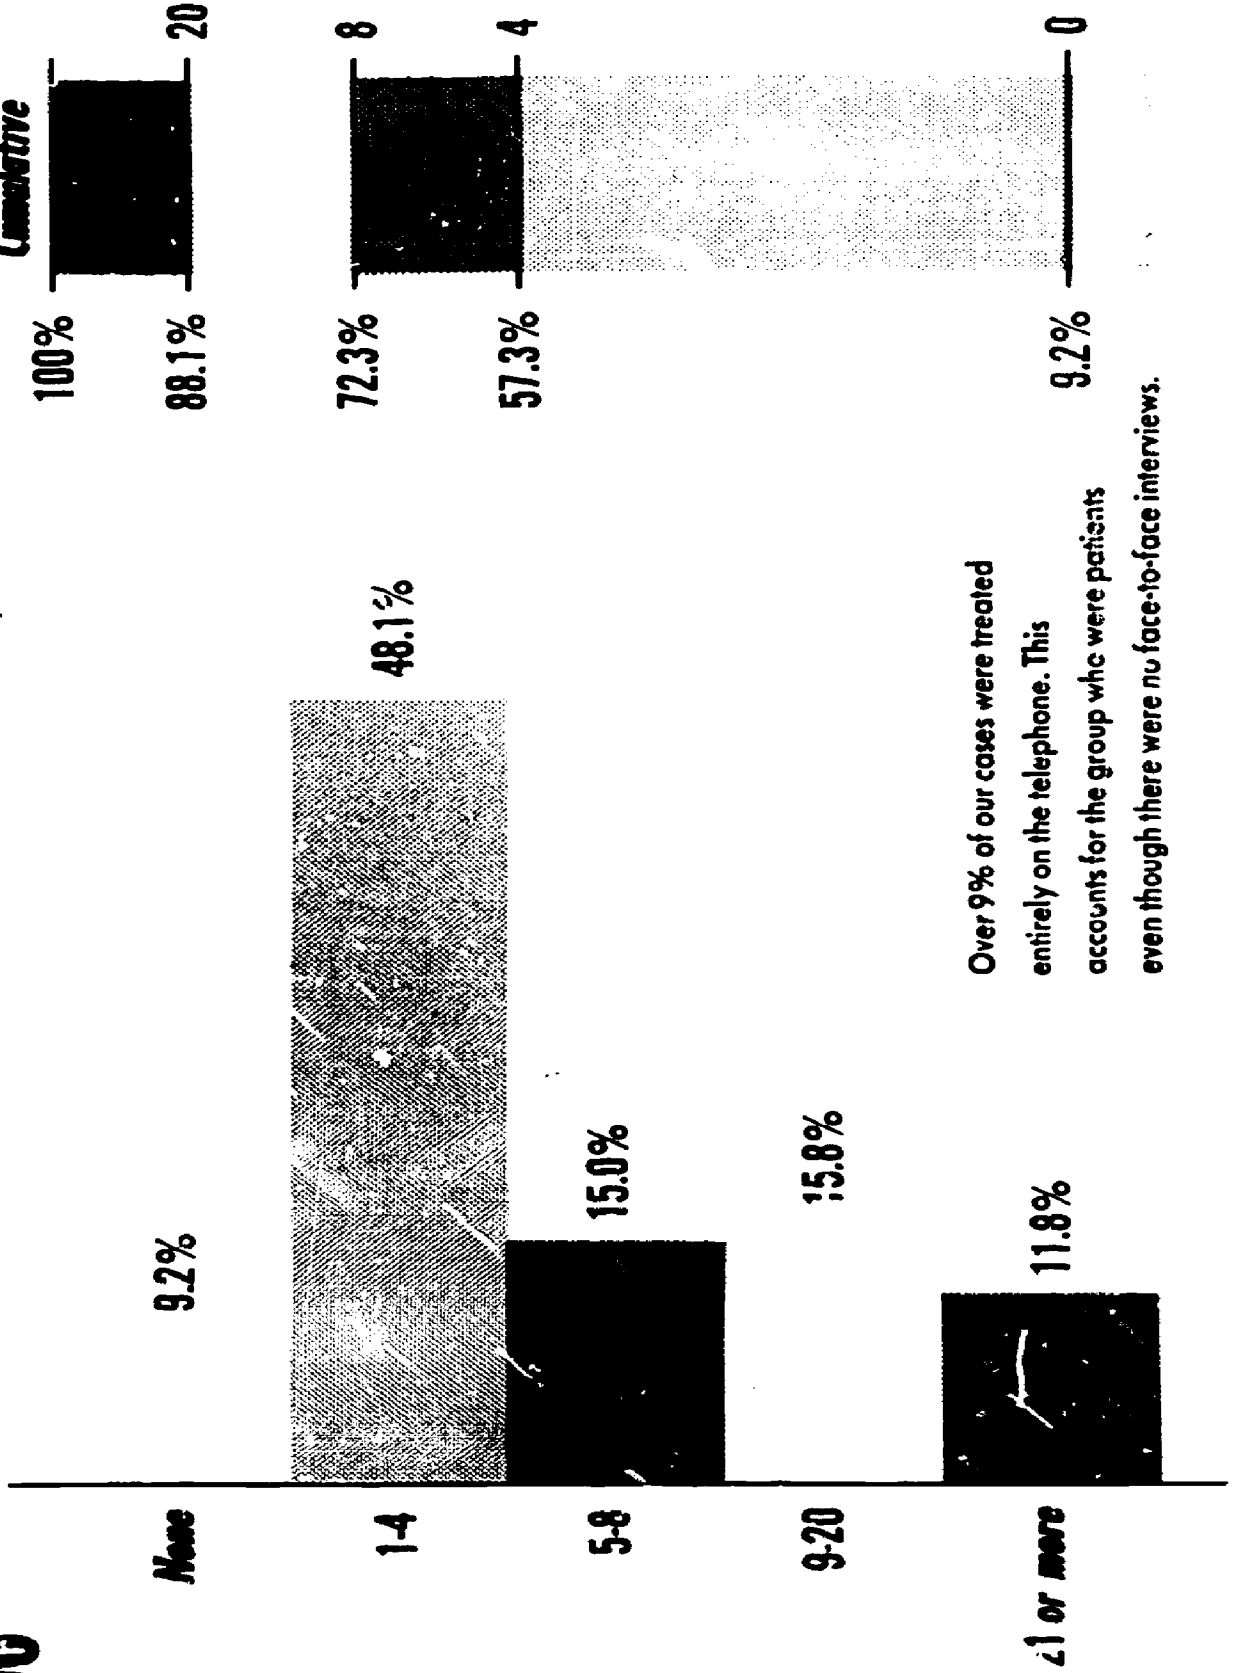 Cumulative
100%
20
88.1%
8
72.3%
4
57.3%
0
9.2%
None
9.2%
1-4
48.1%
5-8
15.0%
9-20
15.8%
21 or more
11.8%
Over 9% of our cases were treated
entirely on the telephone. This
accounts for the group who were patients
even though there were no face-to-face interviews.